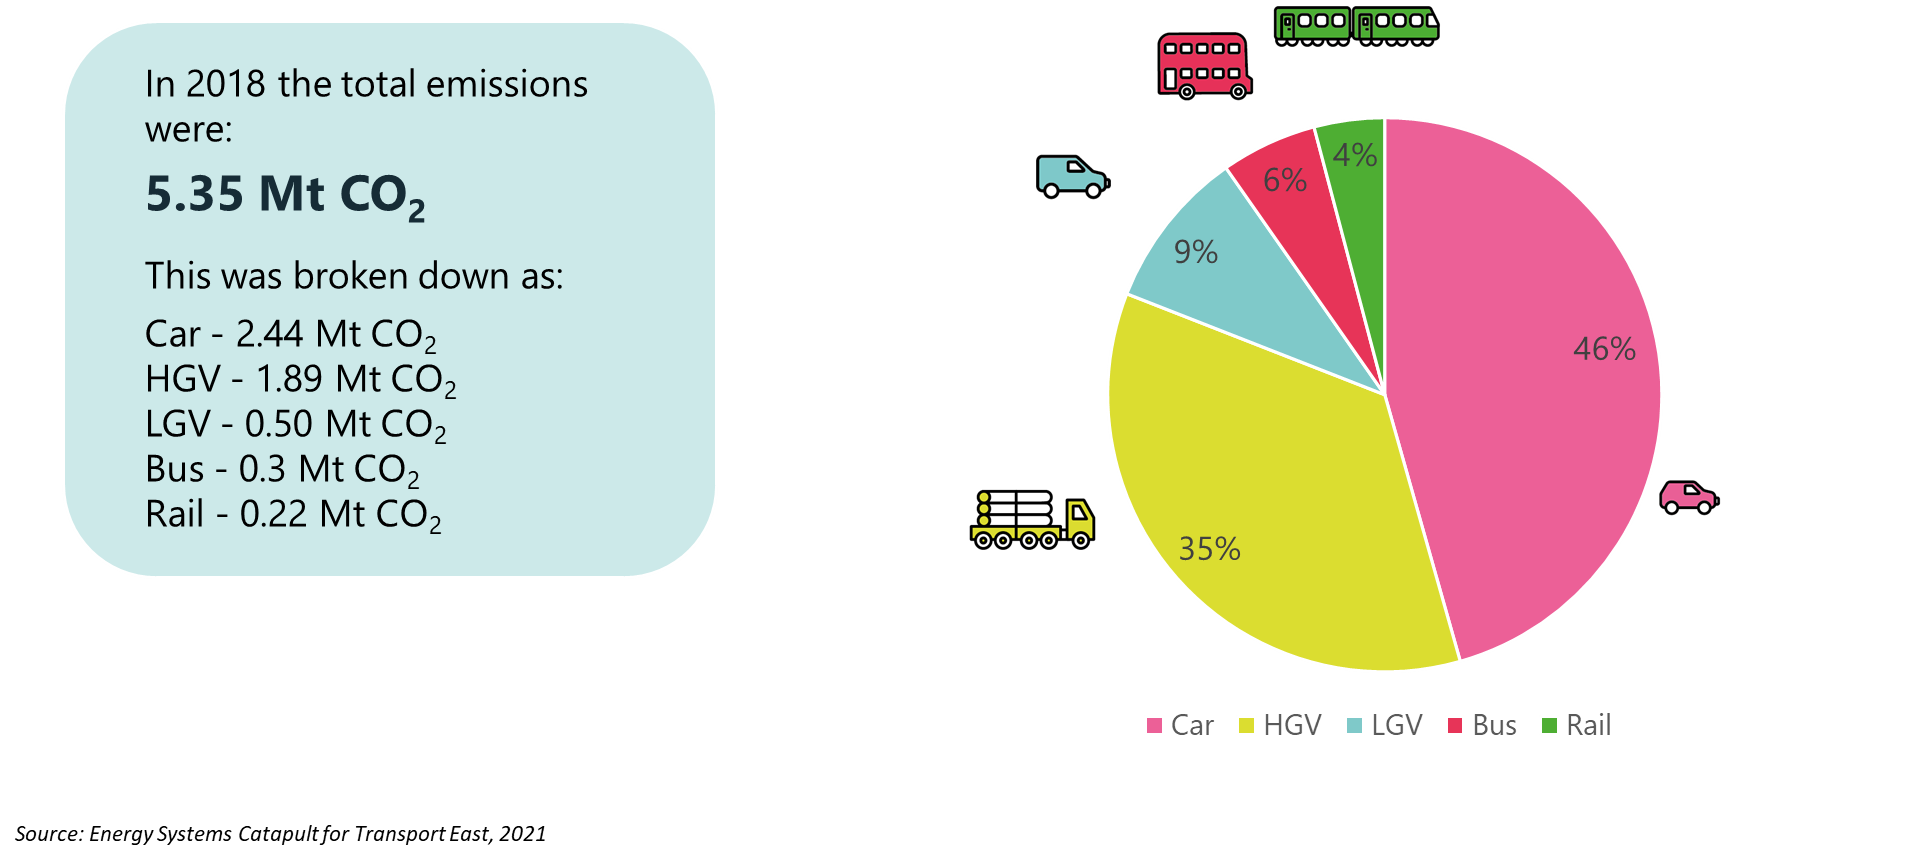 In 2018 the total emissions
were:
5.35 Mt CO₂
This was broken down as:
Car - 2.44 Mt CO₂
HGV - 1.89 Mt CO₂
LGV - 0.50 Mt CO₂
Bus - 0.3 Mt CO₂
Rail - 0.22 Mt CO₂
4%
6%
9%
46%
35%
Car HGV LGV Bus Rail
Source: Energy Systems Catapult for Transport East, 2021